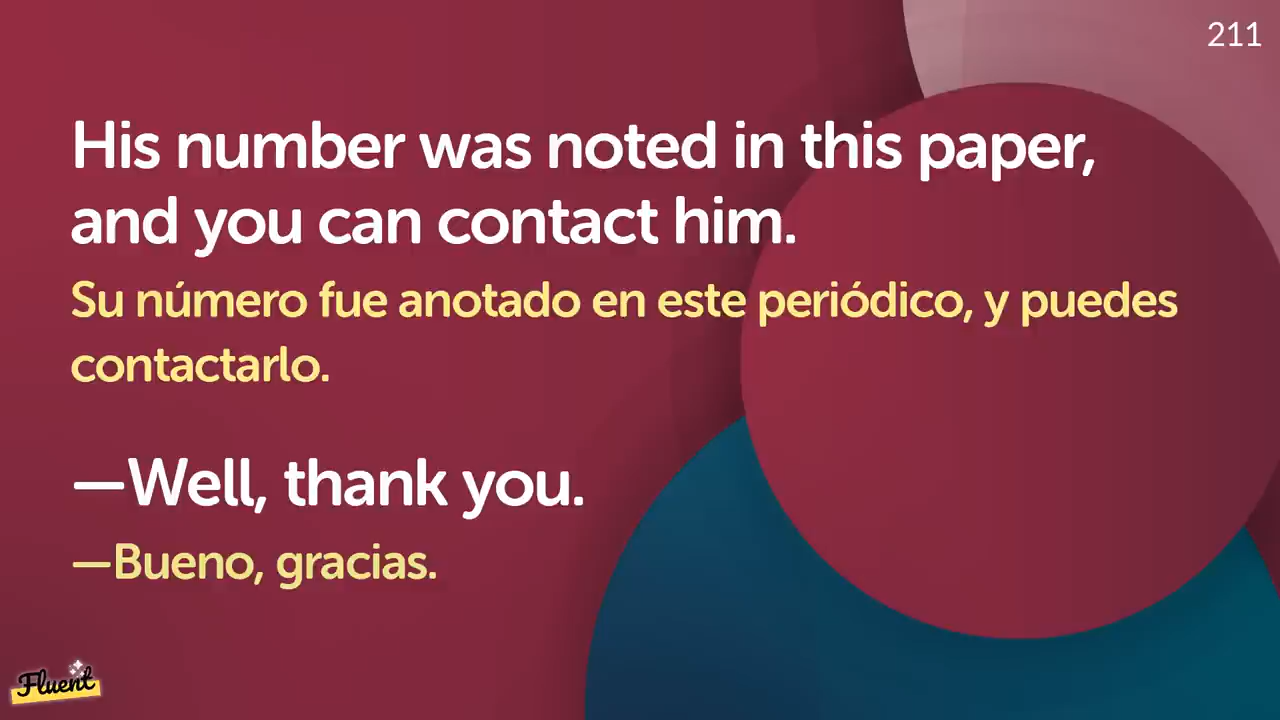 211
His number was noted in this paper,
and you can contact him.
Su número fue anotado en este periódico, y puedes
contactarlo.
—Well, thank you.
—Bueno, gracias.
Fluent